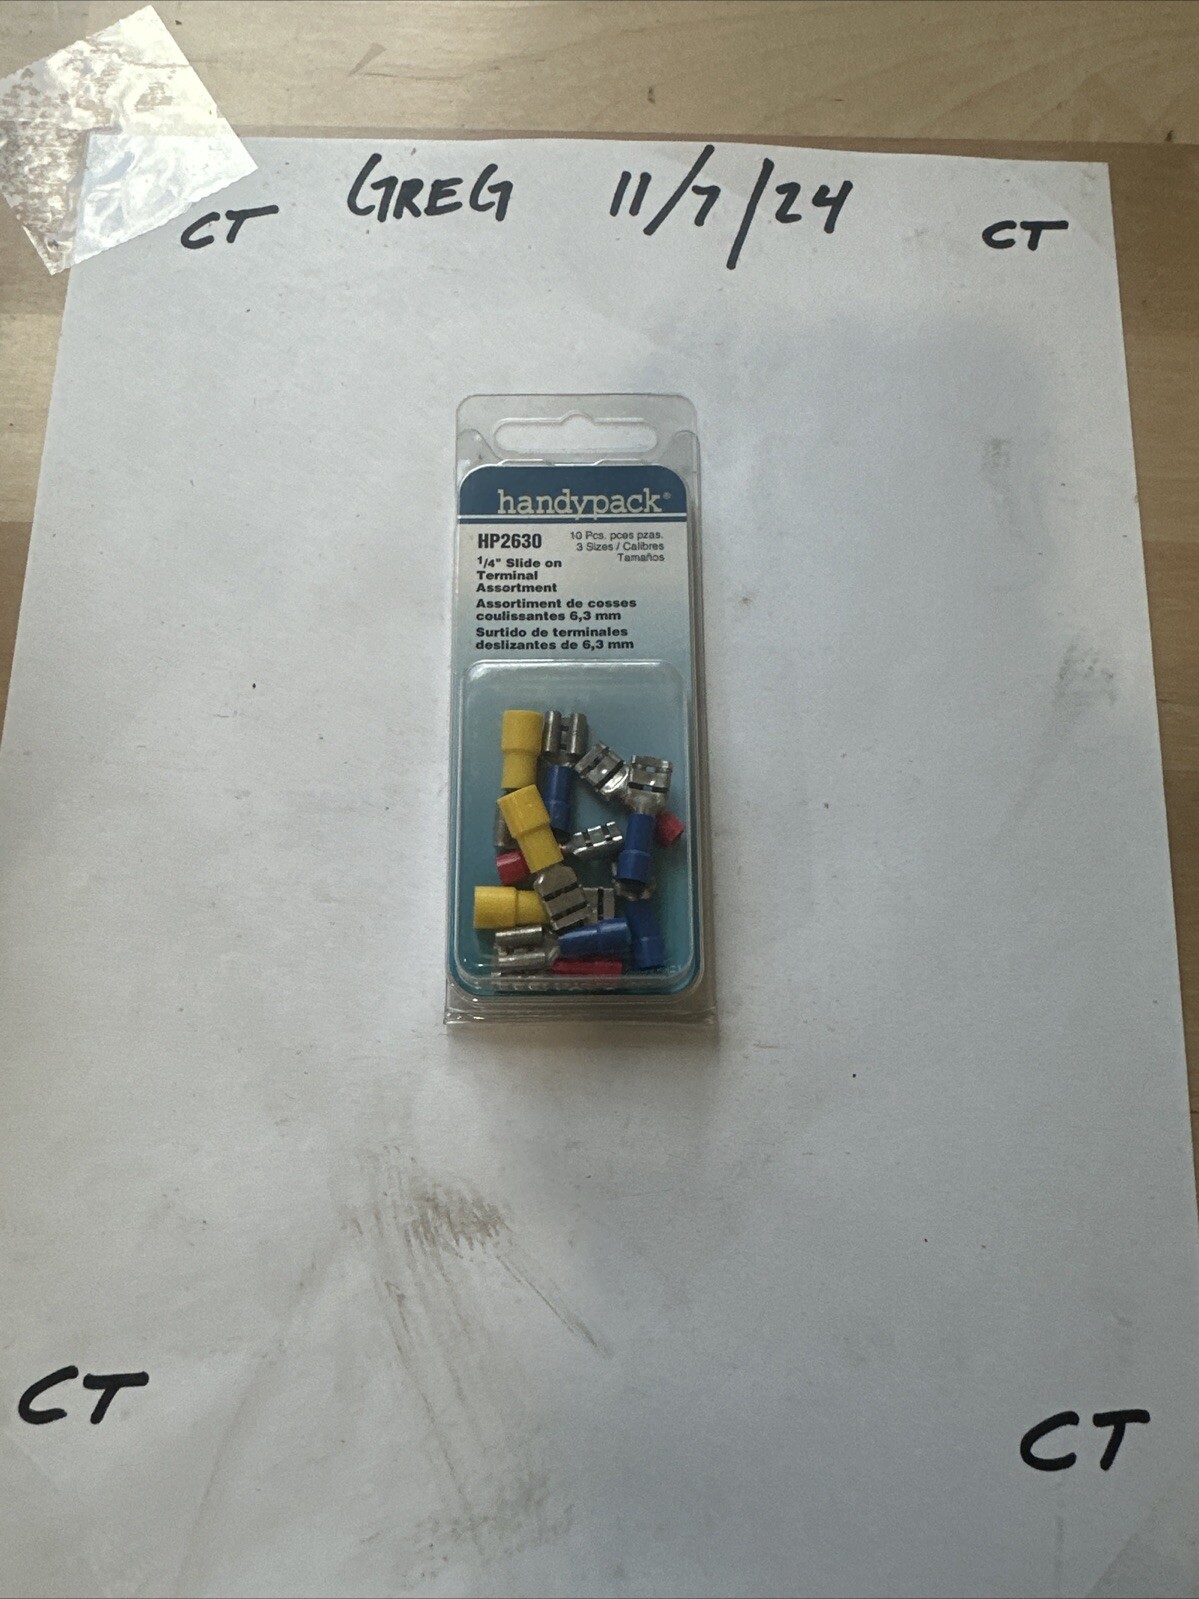 GREG 11/7/24
CT CT
handypack®
HP2630
10 Pcs. pces pzas.
3 Sizes / Calibres
Tamaños
1/4" Slide on
Terminal
Assortment
Assortiment de cosses
coulissantes 6,3 mm
Surtido de terminales
deslizantes de 6,3 mm
CT CT